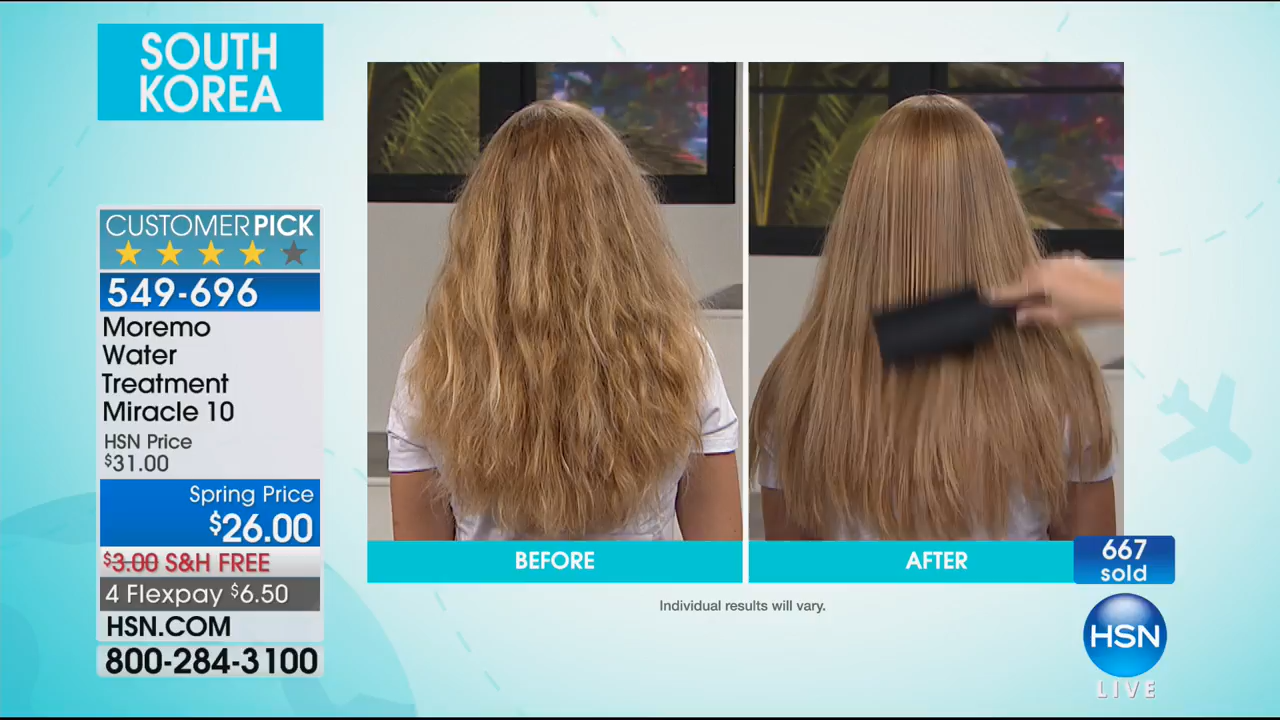 SOUTH
KOREA
CUSTOMERPICK
549-696
Moremo
Water
Treatment
Miracle 10
HSN Price
$31.00
Spring Price
$26.00
$3.00 S&H FREE
4 Flexpay $6.50
HSN.COM
800-284-3100
BEFORE
AFTER
Individual results will vary.
667
sold
HSN
LIVE